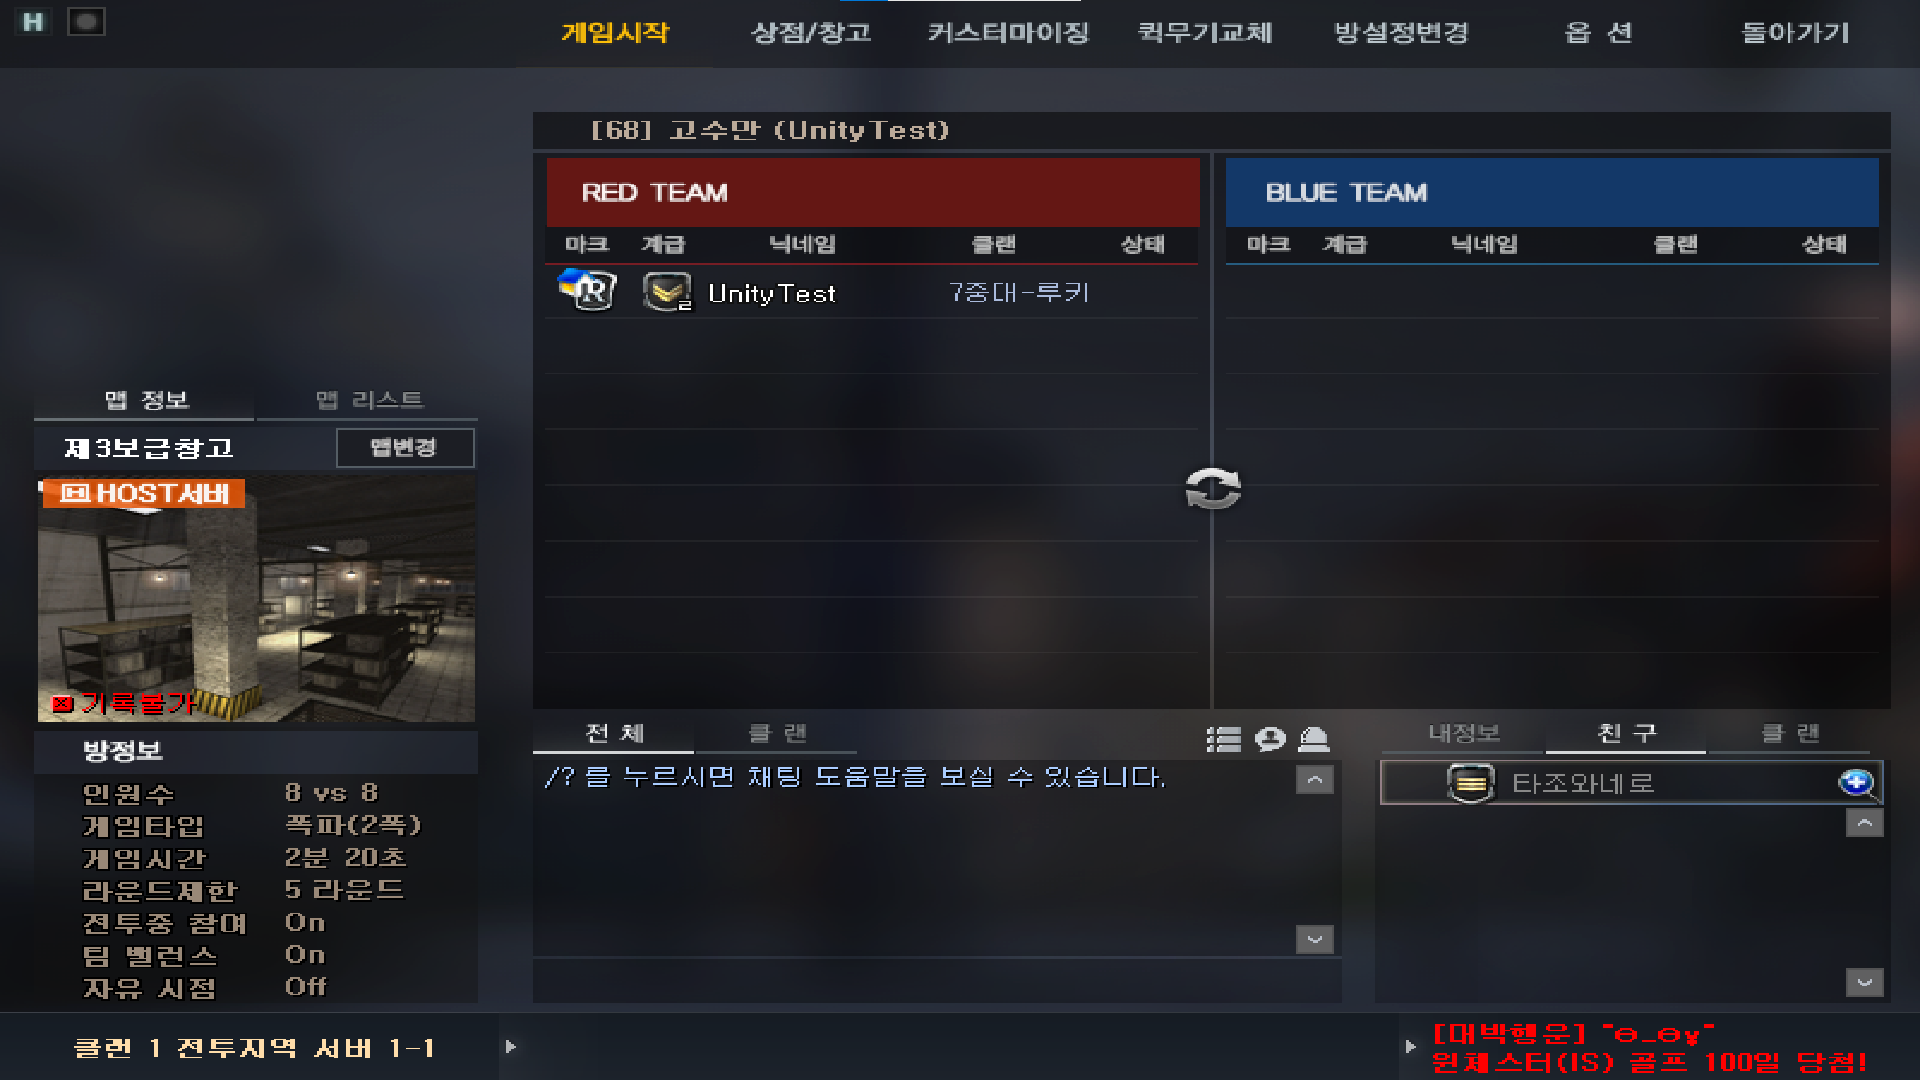 H
게임시작 상점/창고 커스터마이징 퀵무기교체 방설정변경 옵 션 돌아가기
[68] 고수만 (UnityTest)
RED TEAM
마크 계급 닉네임 클랜 상태
R 2 UnityTest 7중대-루키
BLUE TEAM
마크 계급 닉네임 클랜 상태
맵 정보 맵 리스트
제3보급창고 맵변경
HOST서버
기록불가
방정보
인원수 8 vs 8
게임타입 폭파(2폭)
게임시간 2분 20초
라운드제한 5 라운드
전투중 참여 On
팀 밸런스 On
자유 시점 Off
전 체 클 랜
/? 를 누르시면 채팅 도움말을 보실 수 있습니다.
내정보 친 구 클 랜
타조와네로
클랜 1 전투지역 서버 1-1
[대박행운] "ㅇ_ㅇy"
윈체스터(IS) 골프 100일 당첨!